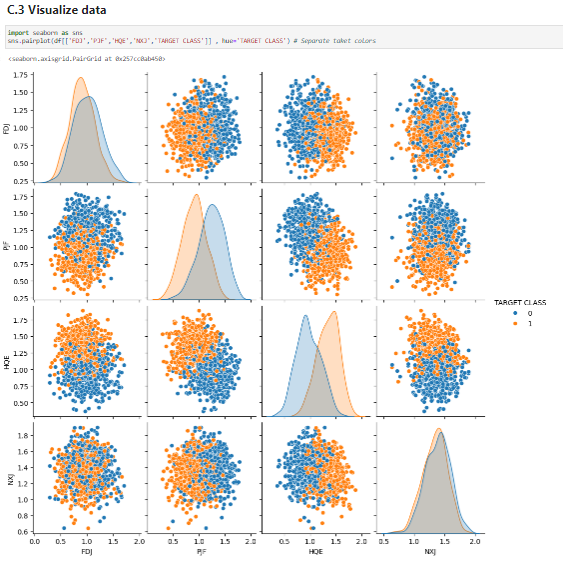 C.3 Visualize data
import seaborn as sns
sns.pairplot(df[['FDJ','PJF','HQE','NXJ','TARGET CLASS']] , hue='TARGET CLASS') # Separate taket colors
<seaborn.axisgrid.PairGrid at 0x257cc0ab450>
1.75
1.50
1.25
1.00
0.75
0.50
0.25
FDJ
1.75
1.50
1.25
1.00
0.75
0.50
0.25
PJF
TARGET CLASS
0
1
1.75
1.50
1.25
1.00
0.75
0.50
HQE
1.8
1.6
1.4
1.2
1.0
0.8
0.6
NXJ
0.0 0.5 1.0 1.5 2.0
0.5 1.0 1.5 2.0
0.5 1.0 1.5 2.0
0.5 1.0 1.5 2.0
FDJ PJF HQE NXJ